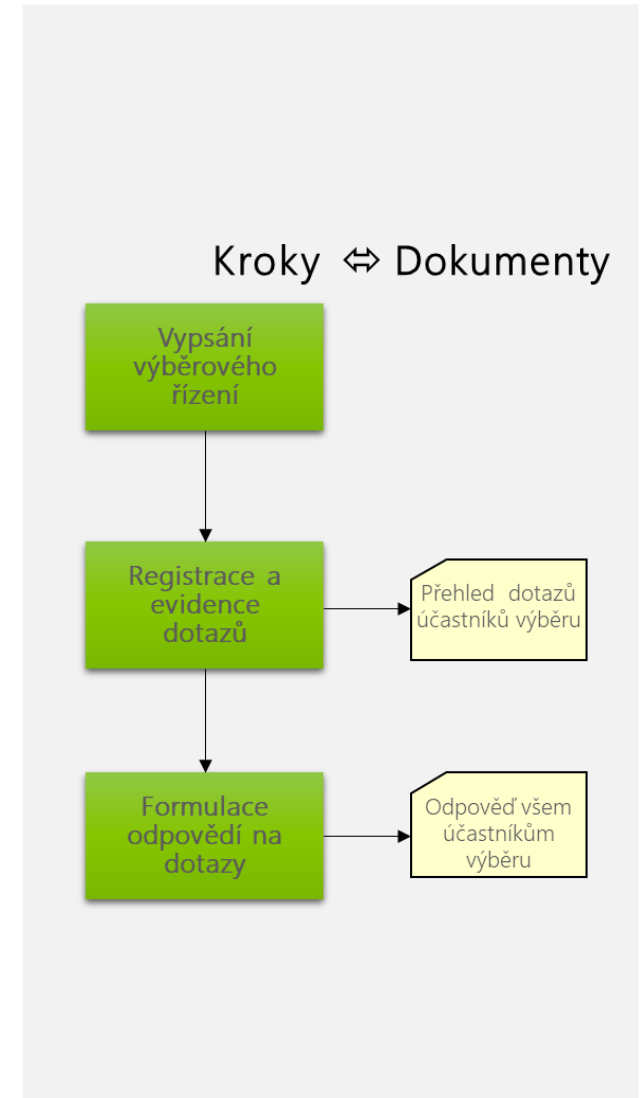 Kroky ⬄ Dokumenty
Vypsání
výběrového
řízení
Registrace a
evidence
dotazů
Přehled dotazů
účastníků výběru
Formulace
odpovědí na
dotazy
Odpověď všem
účastníkům
výběru